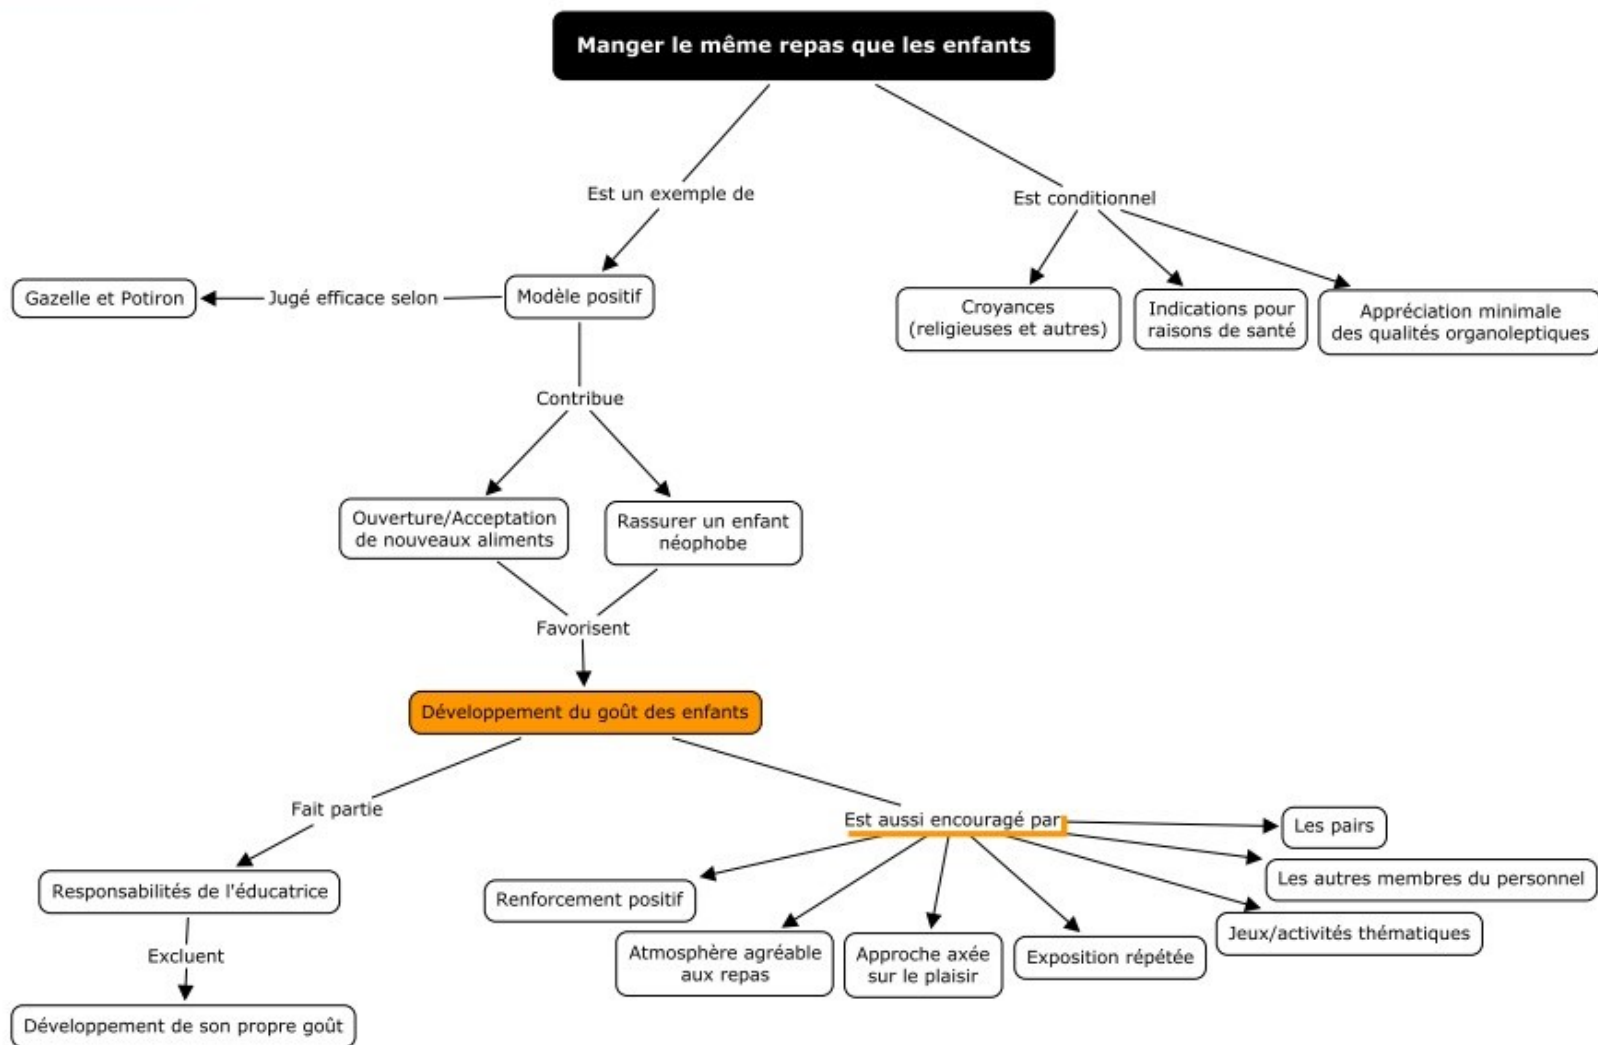 Manger le même repas que les enfants
Est un exemple de
Est conditionnel
Gazelle et Potiron
Jugé efficace selon
Modèle positif
Croyances
(religieuses et autres)
Indications pour
raisons de santé
Appréciation minimale
des qualités organoleptiques
Contribue
Ouverture/Acceptation
de nouveaux aliments
Rassurer un enfant
néophobe
Favorisent
Développement du goût des enfants
Fait partie
Est aussi encouragé par
Les pairs
Les autres membres du personnel
Responsabilités de l'éducatrice
Renforcement positif
Jeux/activités thématiques
Atmosphère agréable
aux repas
Approche axée
sur le plaisir
Exposition répétée
Excluent
Développement de son propre goût